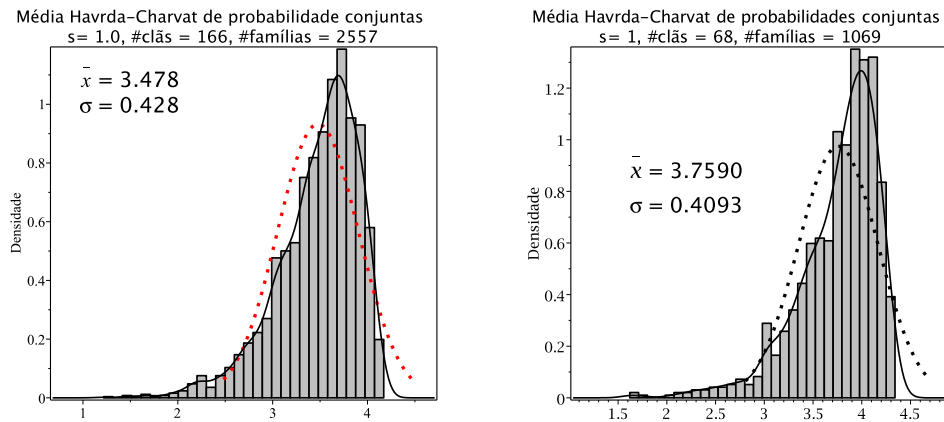 Média Havrda-Charvat de probabilidade conjuntas
s= 1.0, #clãs = 166, #famílias = 2557
x̄ = 3.478
σ = 0.428
Densidade
1
0.8
0.6
0.4
0.2
0
1
2
3
4
Média Havrda-Charvat de probabilidades conjuntas
s= 1, #clãs = 68, #famílias = 1069
x̄ = 3.7590
σ = 0.4093
Densidade
1.2
1
0.8
0.6
0.4
0.2
0
1.5
2
2.5
3
3.5
4
4.5